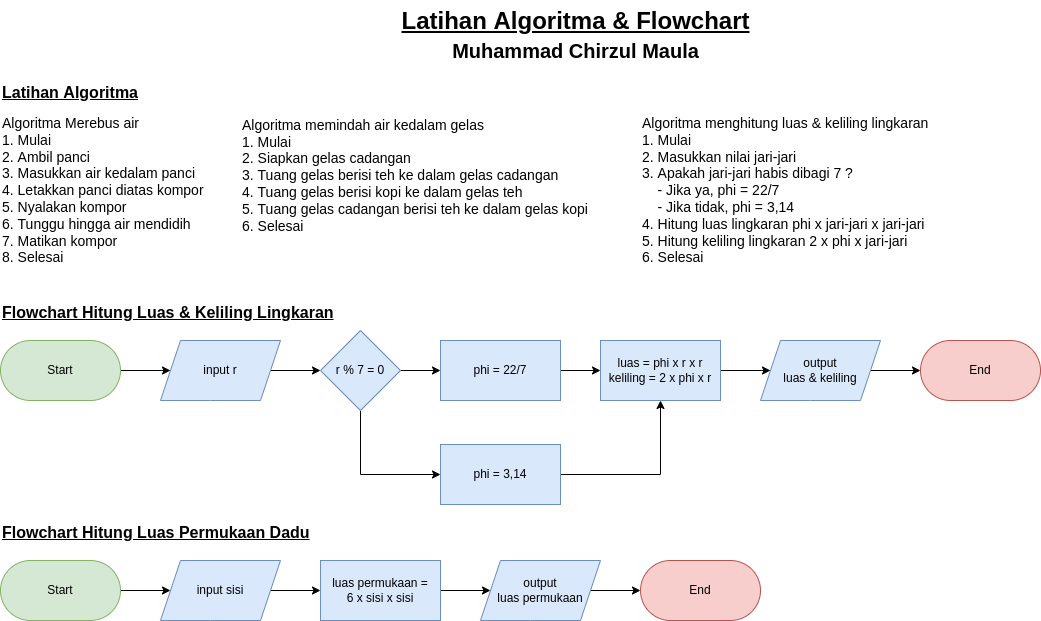 Latihan Algoritma & Flowchart
Muhammad Chirzul Maula
Latihan Algoritma
Algoritma Merebus air
1. Mulai
2. Ambil panci
3. Masukkan air kedalam panci
4. Letakkan panci diatas kompor
5. Nyalakan kompor
6. Tunggu hingga air mendidih
7. Matikan kompor
8. Selesai
Algoritma memindah air kedalam gelas
1. Mulai
2. Siapkan gelas cadangan
3. Tuang gelas berisi teh ke dalam gelas cadangan
4. Tuang gelas berisi kopi ke dalam gelas teh
5. Tuang gelas cadangan berisi teh ke dalam gelas kopi
6. Selesai
Algoritma menghitung luas & keliling lingkaran
1. Mulai
2. Masukkan nilai jari-jari
3. Apakah jari-jari habis dibagi 7 ?
- Jika ya, phi = 22/7
- Jika tidak, phi = 3,14
4. Hitung luas lingkaran phi x jari-jari x jari-jari
5. Hitung keliling lingkaran 2 x phi x jari-jari
6. Selesai
Flowchart Hitung Luas & Keliling Lingkaran
Start
input r
r % 7 = 0
phi = 22/7
luas = phi x r x r
keliling = 2 x phi x r
output
luas & keliling
End
phi = 3,14
Flowchart Hitung Luas Permukaan Dadu
Start
input sisi
luas permukaan =
6 x sisi x sisi
output
luas permukaan
End